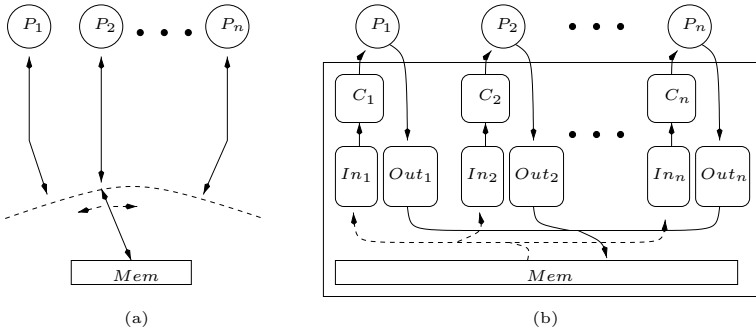 P1 P2 Pn P1 P2 Pn
C1 C2 Cn
In1 Out1 In2 Out2 Inn Outn
Mem Mem
(a) (b)